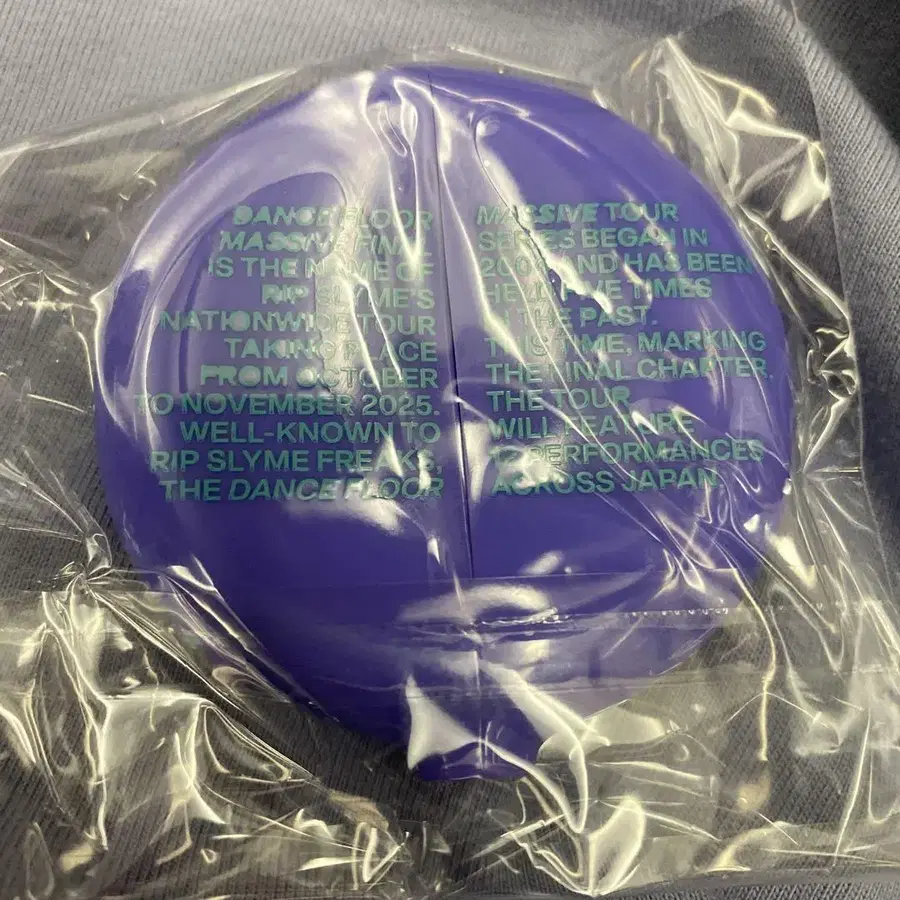 DANCE FLOOR
MASSIVE FINAL
IS THE NAME OF
RIP SLYME'S
NATIONWIDE TOUR
TAKING PLACE
FROM OCTOBER
TO NOVEMBER 2025.
WELL-KNOWN TO
RIP SLYME FREAKS,
THE DANCE FLOOR
MASSIVE TOUR
SERIES BEGAN IN
AND HAS BEEN
HELD FIVE TIMES
IN THE PAST.
THIS TIME, MARKING
THE FINAL CHAPTER.
THE TOUR
WILL FEATURE
PERFORMANCES
ACROSS JAPAN.